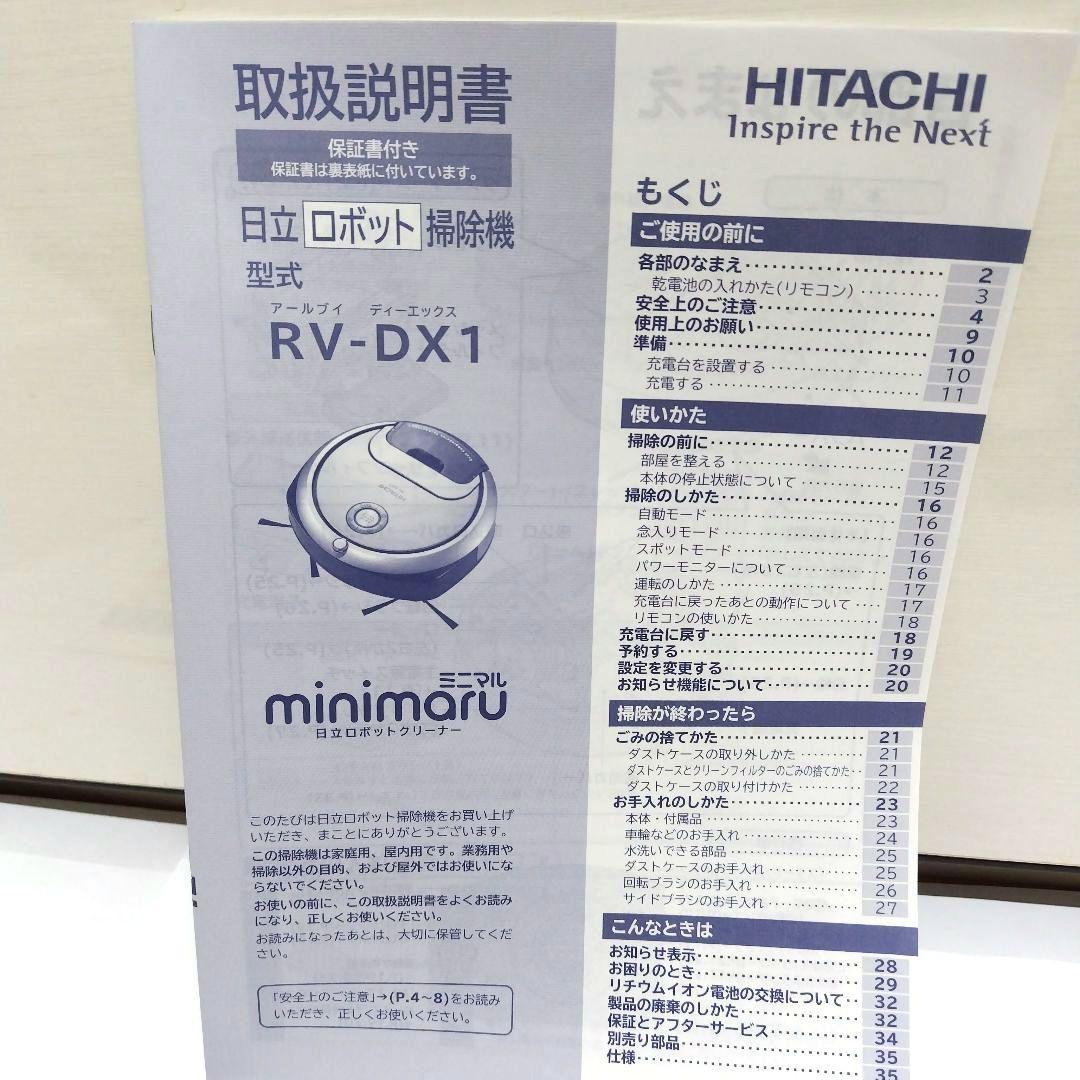 取扱説明書
保証書付き
保証書は裏表紙に付いています。
日立 ロボット 掃除機
型式
アールブイ ディーエックス
RV-DX1
HITACHI
ミニマル
minimaru
日立ロボットクリーナー
このたびは日立ロボット掃除機をお買い上げ
いただき、まことにありがとうございます。
この掃除機は家庭用、屋内用です。業務用や
掃除以外の目的、および屋外ではお使いにな
らないでください。
お使いの前に、この取扱説明書をよくお読み
になり、正しくお使いください。
お読みになったあとは、大切に保管してくだ
さい。
「安全上のご注意」→(P.4~8)をお読み
いただき、正しくお使いください。
HITACHI
Inspire the Next
もくじ
ご使用の前に
各部のなまえ 2
乾電池の入れかた(リモコン) 3
安全上のご注意 4
使用上のお願い 9
準備 10
充電台を設置する 10
充電する 11
使いかた
掃除の前に 12
部屋を整える 12
本体の停止状態について 15
掃除のしかた 16
自動モード 16
念入りモード 16
スポットモード 16
パワーモニターについて 16
運転のしかた 17
充電台に戻ったあとの動作について 17
リモコンの使いかた 18
充電台に戻す 18
予約する 19
設定を変更する 20
お知らせ機能について 20
掃除が終わったら
ごみの捨てかた 21
ダストケースの取り外しかた 21
ダストケースとクリーンフィルターのごみの捨てかた 21
ダストケースの取り付けかた 22
お手入れのしかた 23
本体・付属品 23
車輪などのお手入れ 24
水洗いできる部品 25
ダストケースのお手入れ 25
回転ブラシのお手入れ 26
サイドブラシのお手入れ 27
こんなときは
お知らせ表示 28
お困りのとき 29
リチウムイオン電池の交換について 32
製品の廃棄のしかた 32
保証とアフターサービス 34
別売り部品 35
仕様 35